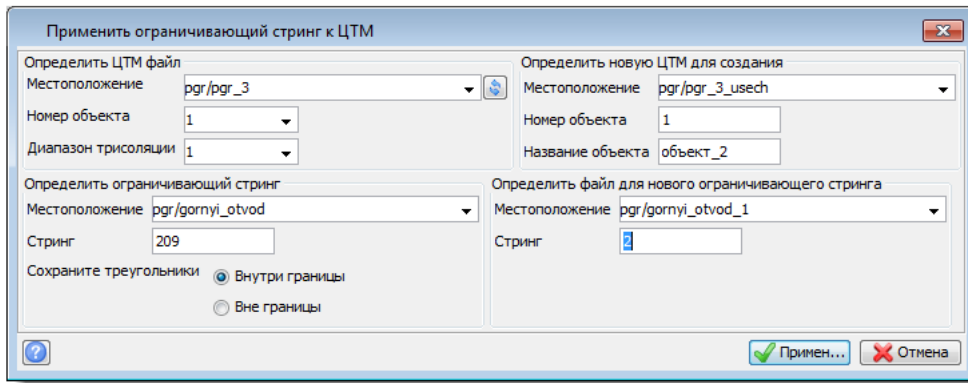 Применить ограничивающий стринг к ЦТМ
Определить ЦТМ файл
Местоположение pgr/pgr_3
Номер объекта 1
Диапазон трисоляции 1
Определить новую ЦТМ для создания
Местоположение pgr/pgr_3_usech
Номер объекта 1
Название объекта объект_2
Определить ограничивающий стринг
Местоположение pgr/gornyi_otvod
Стринг 209
Сохраните треугольники Внутри границы
Вне границы
Определить файл для нового ограничивающего стринга
Местоположение pgr/gornyi_otvod_1
Стринг 2
Примен... Отмена